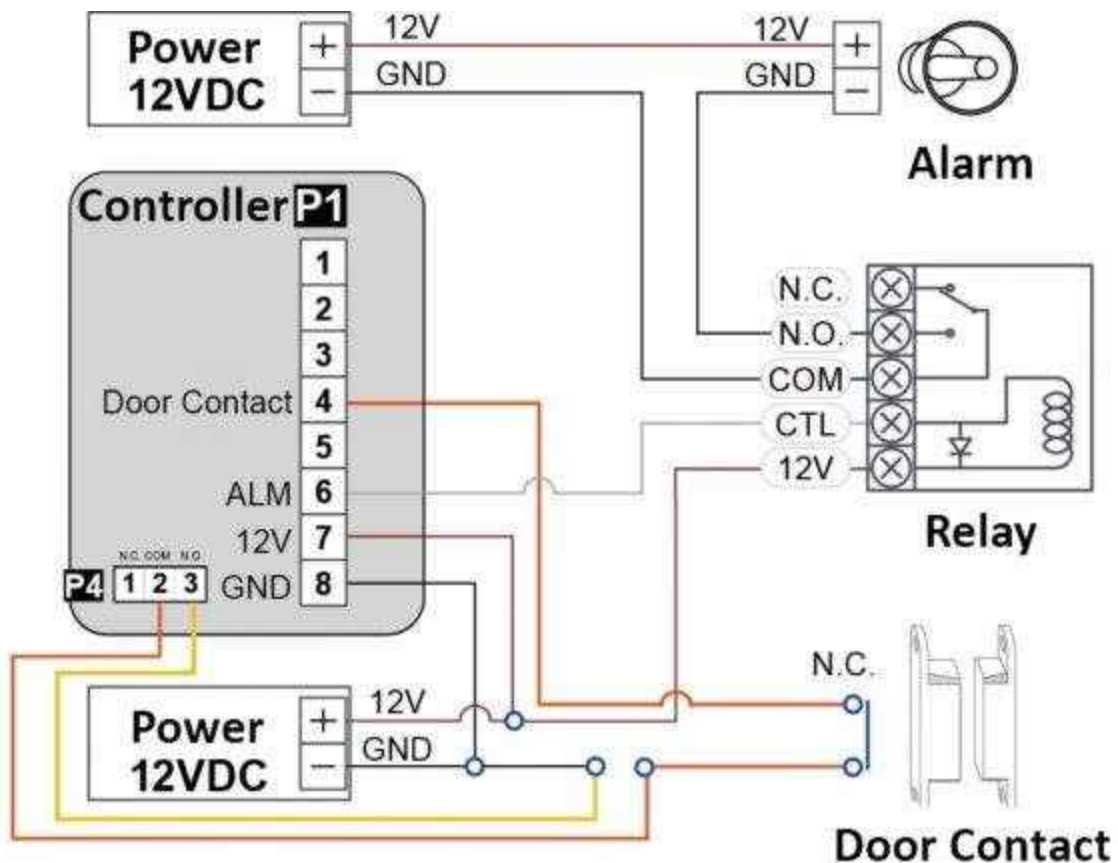 Power
12VDC
+
−
12V
GND
12V
GND
+
−
Alarm
Controller P1
1
2
3
Door Contact 4
5
ALM 6
12V 7
GND 8
N.C. COM N.O
P4 1 2 3
N.C.
N.O.
COM
CTL
12V
Relay
Power
12VDC
+
−
12V
GND
N.C.
Door Contact